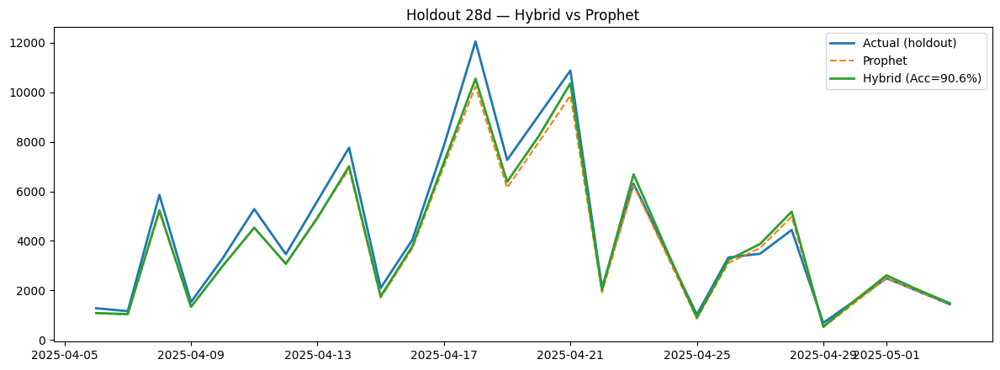 Holdout 28d — Hybrid vs Prophet
Actual (holdout)
Prophet
Hybrid (Acc=90.6%)
12000
10000
8000
6000
4000
2000
0
2025-04-05 2025-04-09 2025-04-13 2025-04-17 2025-04-21 2025-04-25 2025-04-29 2025-05-01